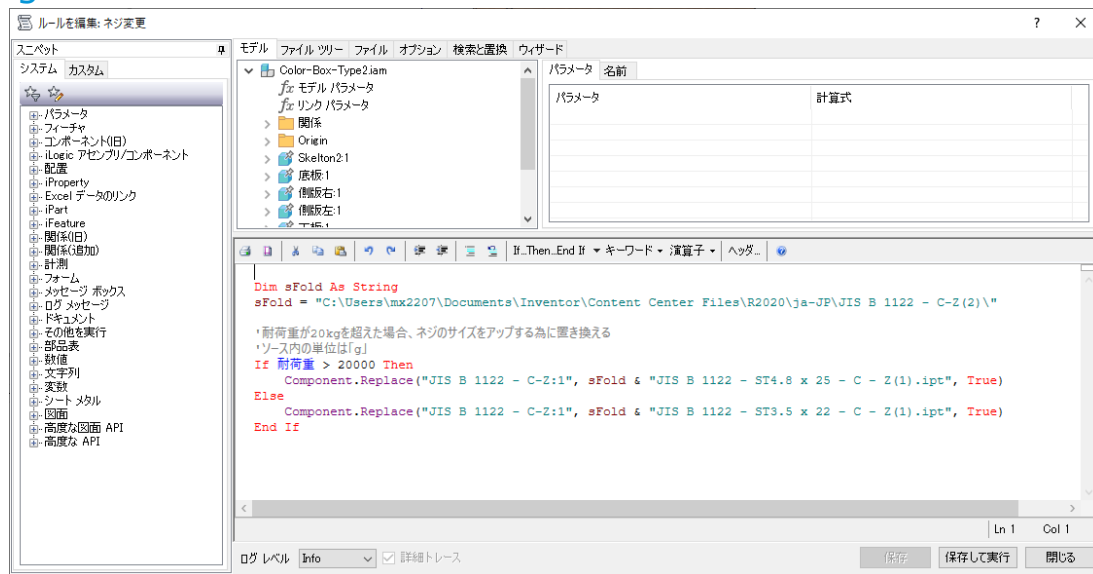 ルールを編集: ネジ変更
? ×
スニペット
システム カスタム
パラメータ
フィーチャ
コンポーネント(旧)
iLogic アセンブリ/コンポーネント
配置
iProperty
Excel データのリンク
iPart
iFeature
関係(旧)
関係(追加)
計測
フォーム
メッセージ ボックス
ログ メッセージ
ドキュメント
その他を実行
部品表
数値
文字列
変数
シート メタル
図面
高度な図面 API
高度な API
モデル ファイル ツリー ファイル オプション 検索と置換 ウィザード
Color-Box-Type2.iam
fx モデル パラメータ
fx リンク パラメータ
関係
Origin
Skelton2:1
底板:1
側版右:1
側版左:1
パラメータ 名前
パラメータ 計算式
If...Then...End If キーワード 演算子 ヘッダ...
Dim sFold As String
sFold = "C:\Users\mx2207\Documents\Inventor\Content Center Files\R2020\ja-JP\JIS B 1122 - C-Z(2)\"
'耐荷重が20kgを超えた場合、ネジのサイズをアップする為に置き換える
'ソース内の単位は「g」
If 耐荷重 > 20000 Then
Component.Replace("JIS B 1122 - C-Z:1", sFold & "JIS B 1122 - ST4.8 x 25 - C - Z(1).ipt", True)
Else
Component.Replace("JIS B 1122 - C-Z:1", sFold & "JIS B 1122 - ST3.5 x 22 - C - Z(1).ipt", True)
End If
Ln 1 Col 1
ログ レベル Info 詳細トレース 保存 保存して実行 閉じる